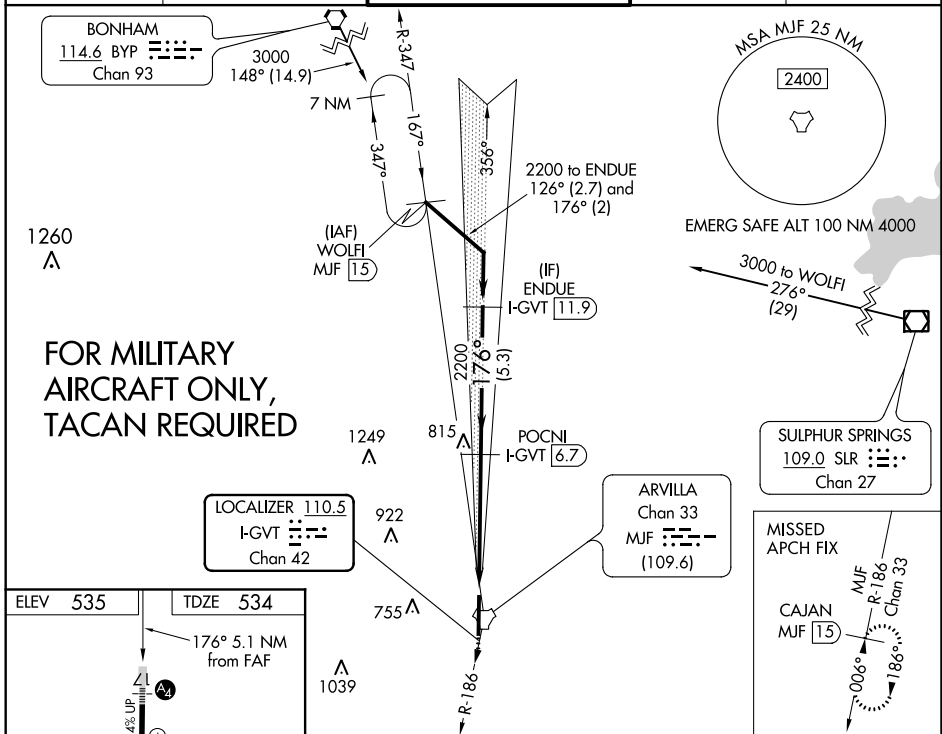 BONHAM
114.6 BYP
Chan 93
3000
148° (14.9)
7 NM
R-347
167°
347°
356°
2200 to ENDUE
126° (2.7) and
176° (2)
MSA MJF 25 NM
2400
EMERG SAFE ALT 100 NM 4000
1260
(IAF)
WOLFI
MJF 15
(IF)
ENDUE
I-GVT 11.9
3000 to WOLFI
276°
(29)
FOR MILITARY
AIRCRAFT ONLY,
TACAN REQUIRED
2200
176°
(5.3)
1249
815
POCNI
I-GVT 6.7
SULPHUR SPRINGS
109.0 SLR
Chan 27
LOCALIZER 110.5
I-GVT
Chan 42
922
ARVILLA
Chan 33
MJF
(109.6)
MISSED
APCH FIX
MJF
R-186
Chan 33
CAJAN
MJF 15
006°
186°
755
1039
R-186
ELEV 535
TDZE 534
176° 5.1 NM
from FAF
17
A4
4% UP